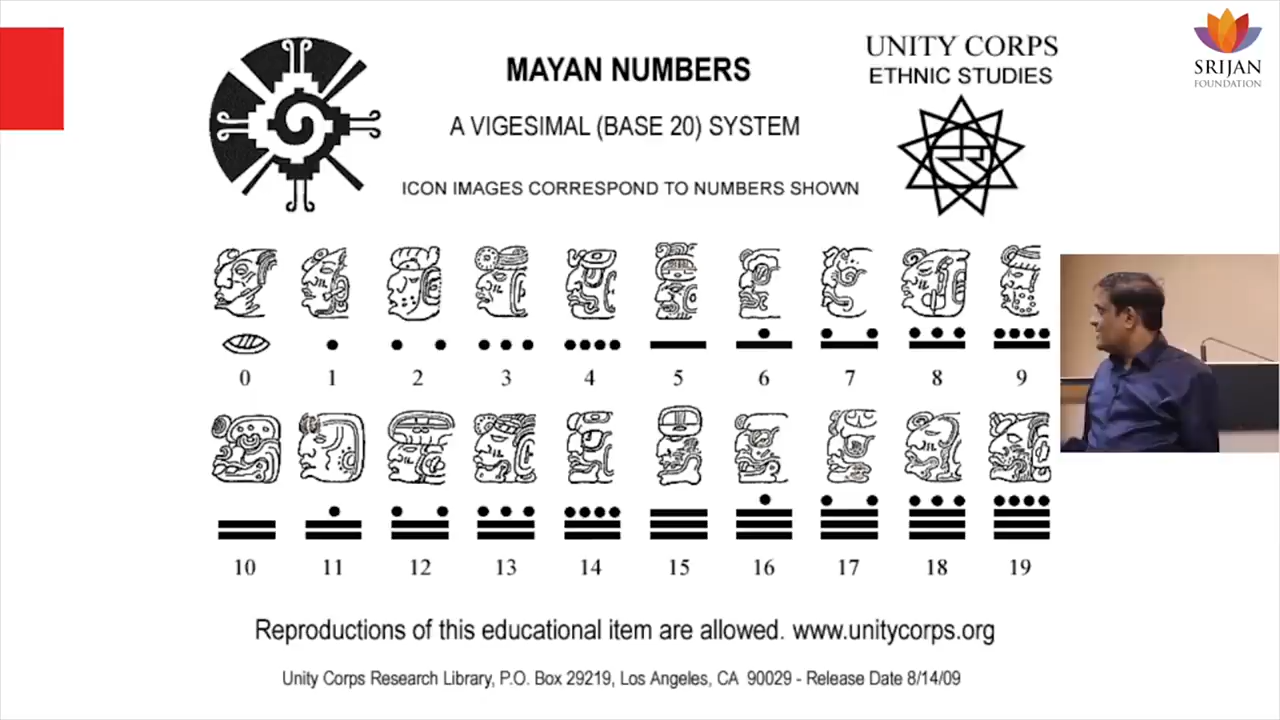 MAYAN NUMBERS
A VIGESIMAL (BASE 20) SYSTEM
ICON IMAGES CORRESPOND TO NUMBERS SHOWN
UNITY CORPS
ETHNIC STUDIES
SRIJAN
FOUNDATION
0 1 2 3 4 5 6 7 8 9
10 11 12 13 14 15 16 17 18 19
Reproductions of this educational item are allowed. www.unitycorps.org
Unity Corps Research Library, P.O. Box 29219, Los Angeles, CA 90029 - Release Date 8/14/09